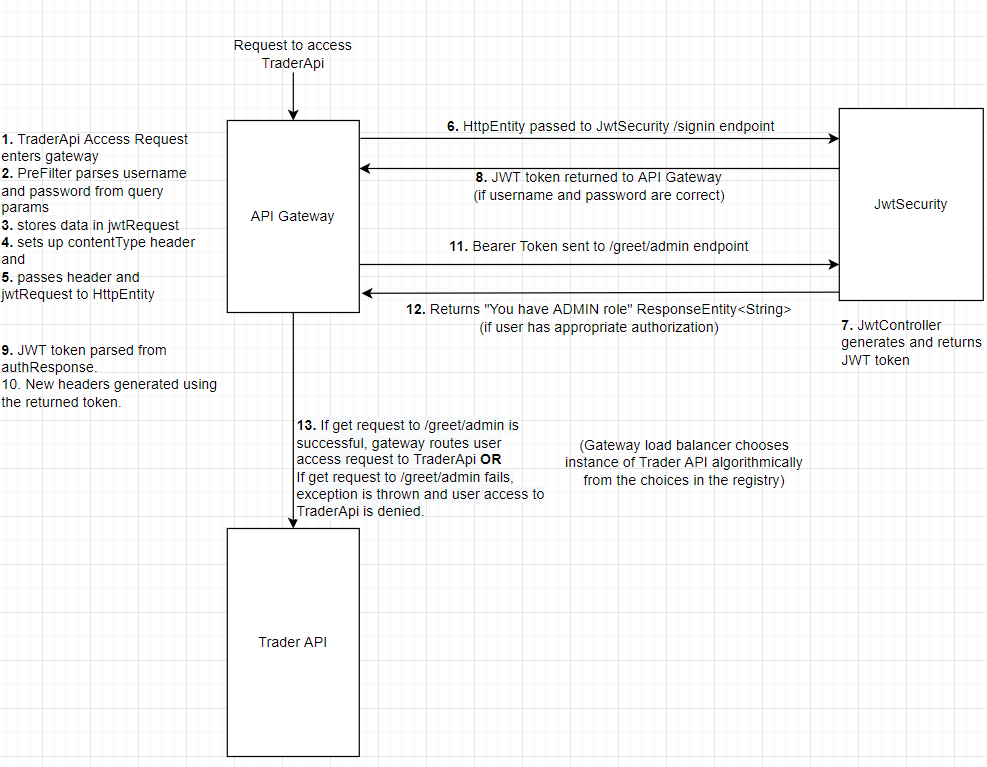 Request to access
TraderApi
1. TraderApi Access Request
enters gateway
2. PreFilter parses username
and password from query
params
3. stores data in jwtRequest
4. sets up contentType header
and
5. passes header and
jwtRequest to HttpEntity
API Gateway
6. HttpEntity passed to JwtSecurity /signin endpoint
8. JWT token returned to API Gateway
(if username and password are correct)
11. Bearer Token sent to /greet/admin endpoint
12. Returns "You have ADMIN role" ResponseEntity<String>
(if user has appropriate authorization)
JwtSecurity
7. JwtController
generates and returns
JWT token
9. JWT token parsed from
authResponse.
10. New headers generated using
the returned token.
13. If get request to /greet/admin is
successful, gateway routes user
access request to TraderApi OR
If get request to /greet/admin fails,
exception is thrown and user access to
TraderApi is denied.
(Gateway load balancer chooses
instance of Trader API algorithmically
from the choices in the registry)
Trader API